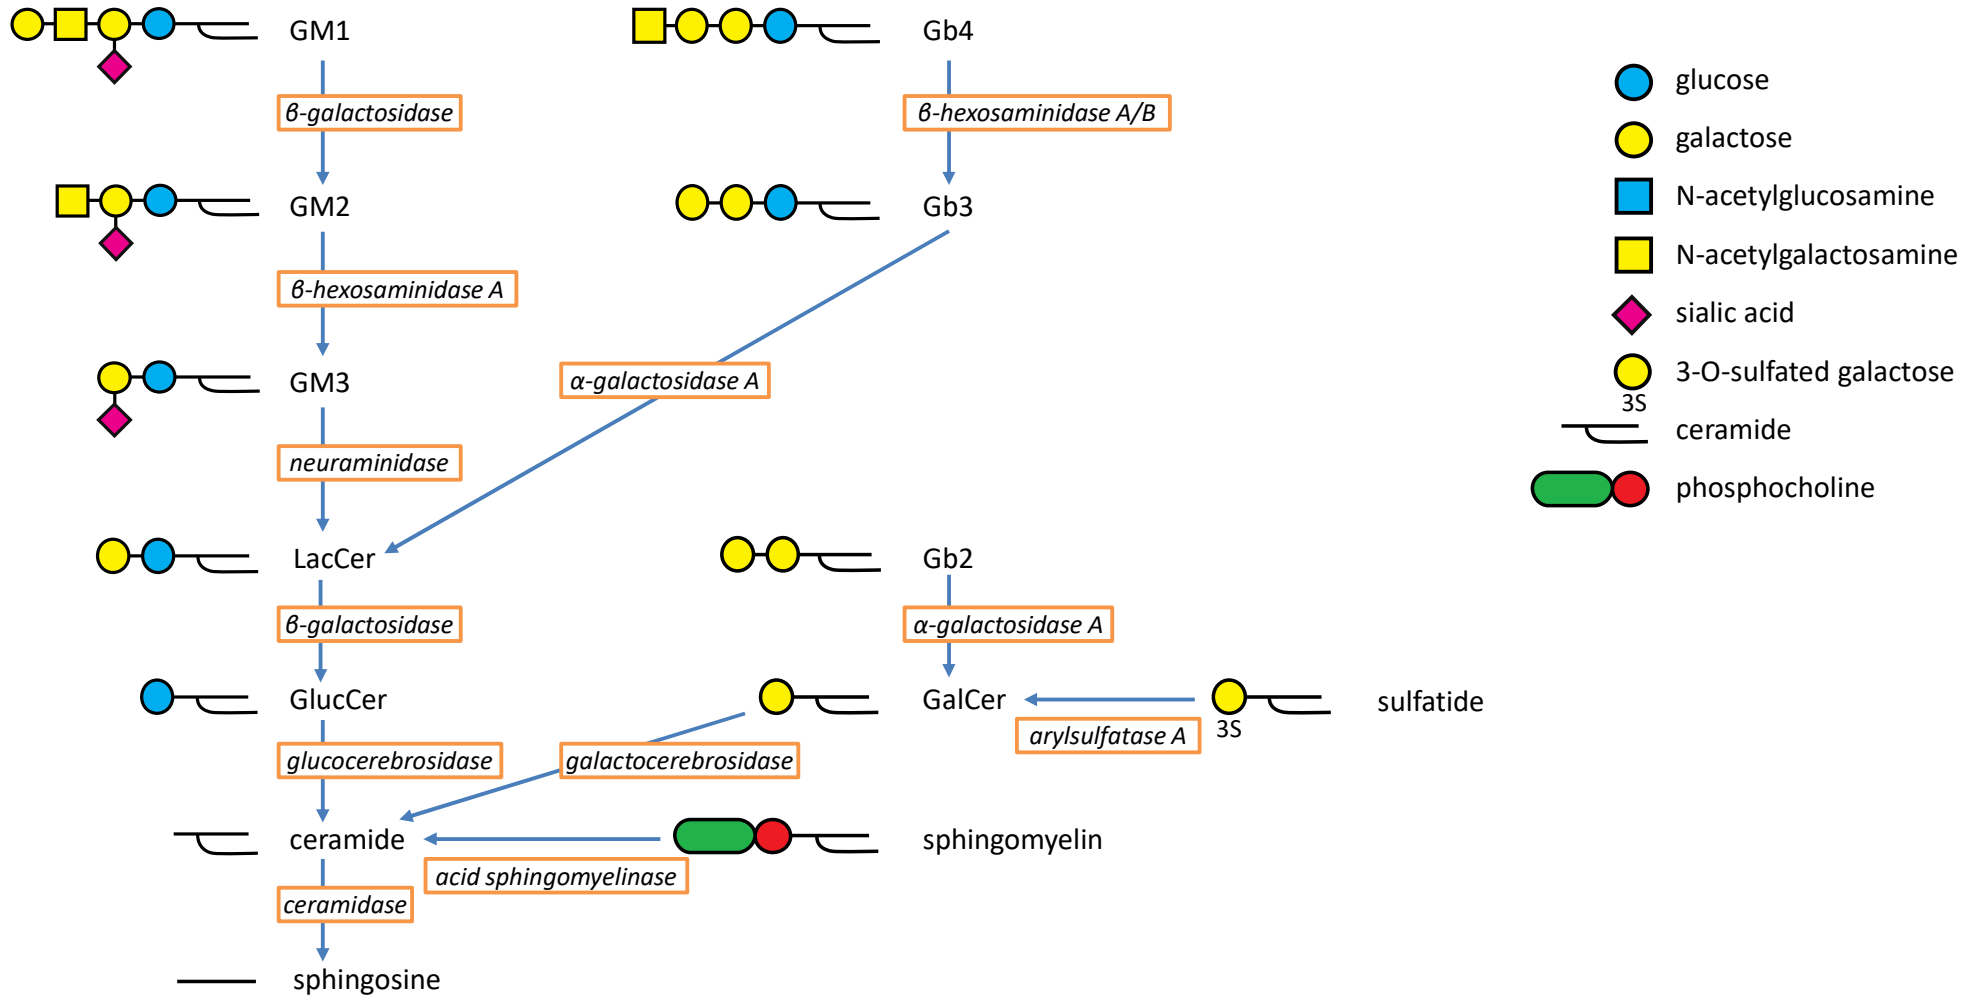 GM1
Gb4
β-galactosidase
β-hexosaminidase A/B
GM2
Gb3
β-hexosaminidase A
GM3
α-galactosidase A
neuraminidase
LacCer
Gb2
β-galactosidase
α-galactosidase A
GlucCer
GalCer
sulfatide
3S
arylsulfatase A
glucocerebrosidase
galactocerebrosidase
ceramide
sphingomyelin
acid sphingomyelinase
ceramidase
sphingosine
glucose
galactose
N-acetylglucosamine
N-acetylgalactosamine
sialic acid
3-O-sulfated galactose
3S
ceramide
phosphocholine